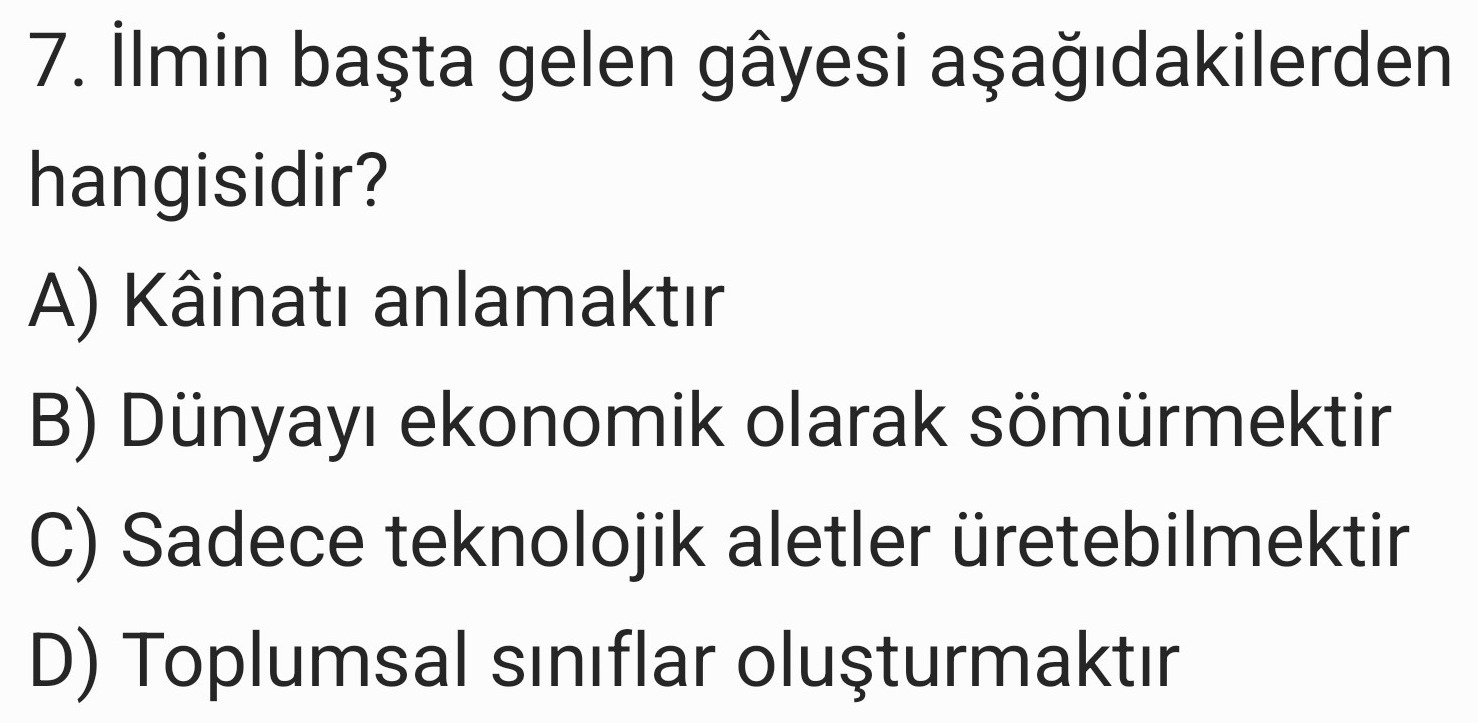 7. İlmin başta gelen gâyesi aşağıdakilerden
hangisidir?
A) Kâinatı anlamaktır
B) Dünyayı ekonomik olarak sömürmektir
C) Sadece teknolojik aletler üretebilmektir
D) Toplumsal sınıflar oluşturmaktır